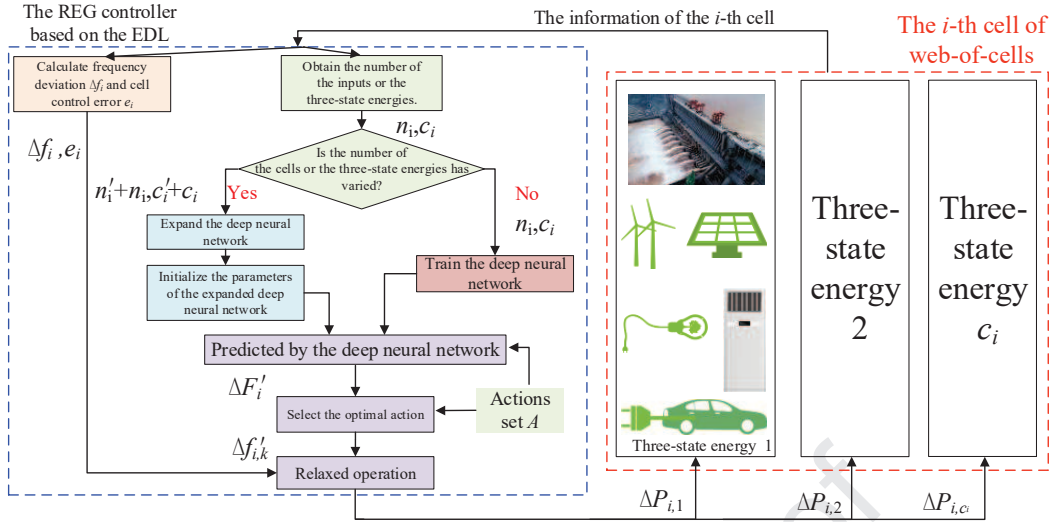 The REG controller
based on the EDL
The information of the i-th cell
The i-th cell of
web-of-cells
Calculate frequency
deviation Δfi and cell
control error ei
Obtain the number of
the inputs or the
three-state energies.
ni,ci
Δfi ,ei
Is the number of
the cells or the three-state energies has
varied?
ni′+ni,ci′+ci
Yes
No
ni,ci
Expand the deep neural
network
Initialize the parameters
of the expanded deep
neural network
Train the deep neural
network
Predicted by the deep neural network
ΔFi′
Select the optimal action
Actions
set A
Δf′i,k
Relaxed operation
Three-state energy 1
Three-
state
energy
2
Three-
state
energy
ci
ΔPi,1
ΔPi,2
ΔPi,ci